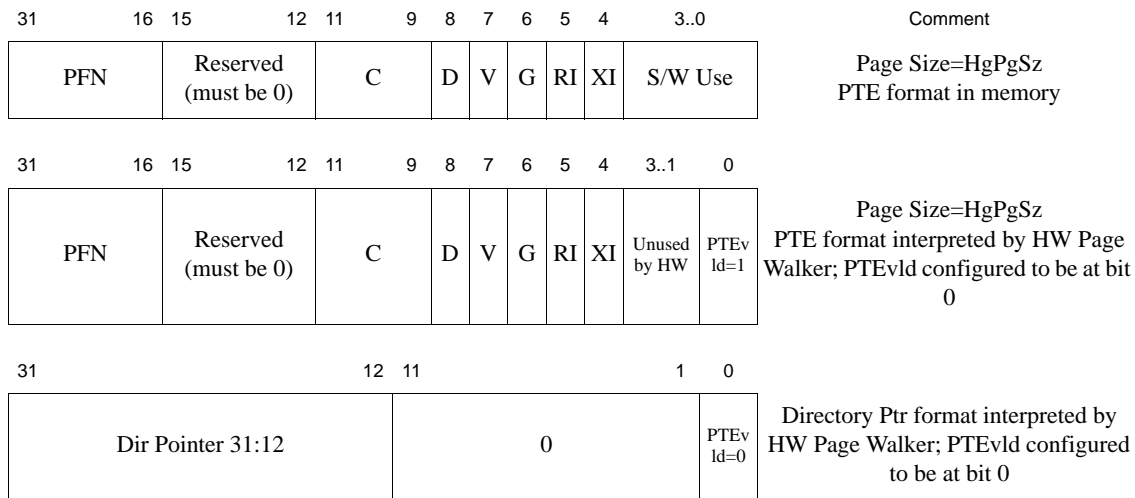 31 16 15 12 11 9 8 7 6 5 4 3..0 Comment
PFN Reserved (must be 0) C D V G RI XI S/W Use Page Size=HgPgSz
PTE format in memory
31 16 15 12 11 9 8 7 6 5 4 3..1 0
PFN Reserved (must be 0) C D V G RI XI Unused by HW PTEv ld=1 Page Size=HgPgSz
PTE format interpreted by HW Page
Walker; PTEvld configured to be at bit
0
31 12 11 1 0
Dir Pointer 31:12 0 PTEv ld=0 Directory Ptr format interpreted by
HW Page Walker; PTEvld configured
to be at bit 0